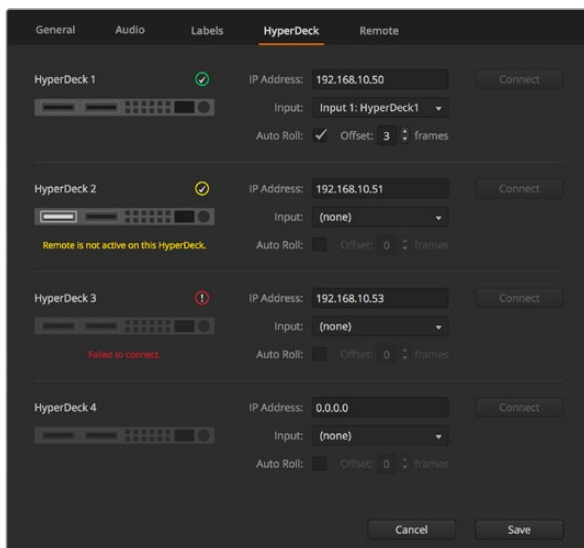 General Audio Labels HyperDeck Remote
HyperDeck 1 IP Address: 192.168.10.50 Connect
Input: Input 1: HyperDeck1
Auto Roll: Offset: 3 frames
HyperDeck 2 IP Address: 192.168.10.51 Connect
Input: (none)
Remote is not active on this HyperDeck. Auto Roll: Offset: 0 frames
HyperDeck 3 IP Address: 192.168.10.53 Connect
Input: (none)
Failed to connect. Auto Roll: Offset: 0 frames
HyperDeck 4 IP Address: 0.0.0.0 Connect
Input: (none)
Auto Roll: Offset: 0 frames
Cancel Save